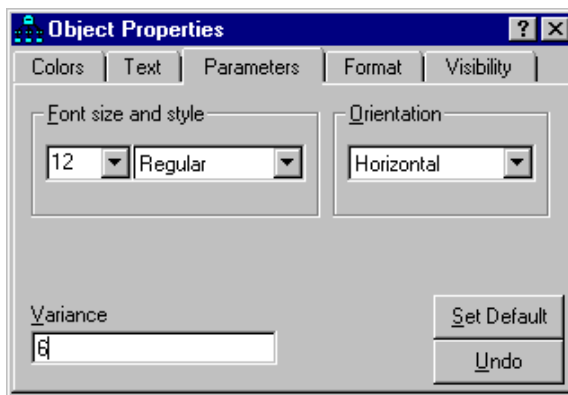 Object Properties ? ×
Colors Text Parameters Format Visibility
Font size and style Orientation
12 Regular Horizontal
Variance Set Default
6 Undo